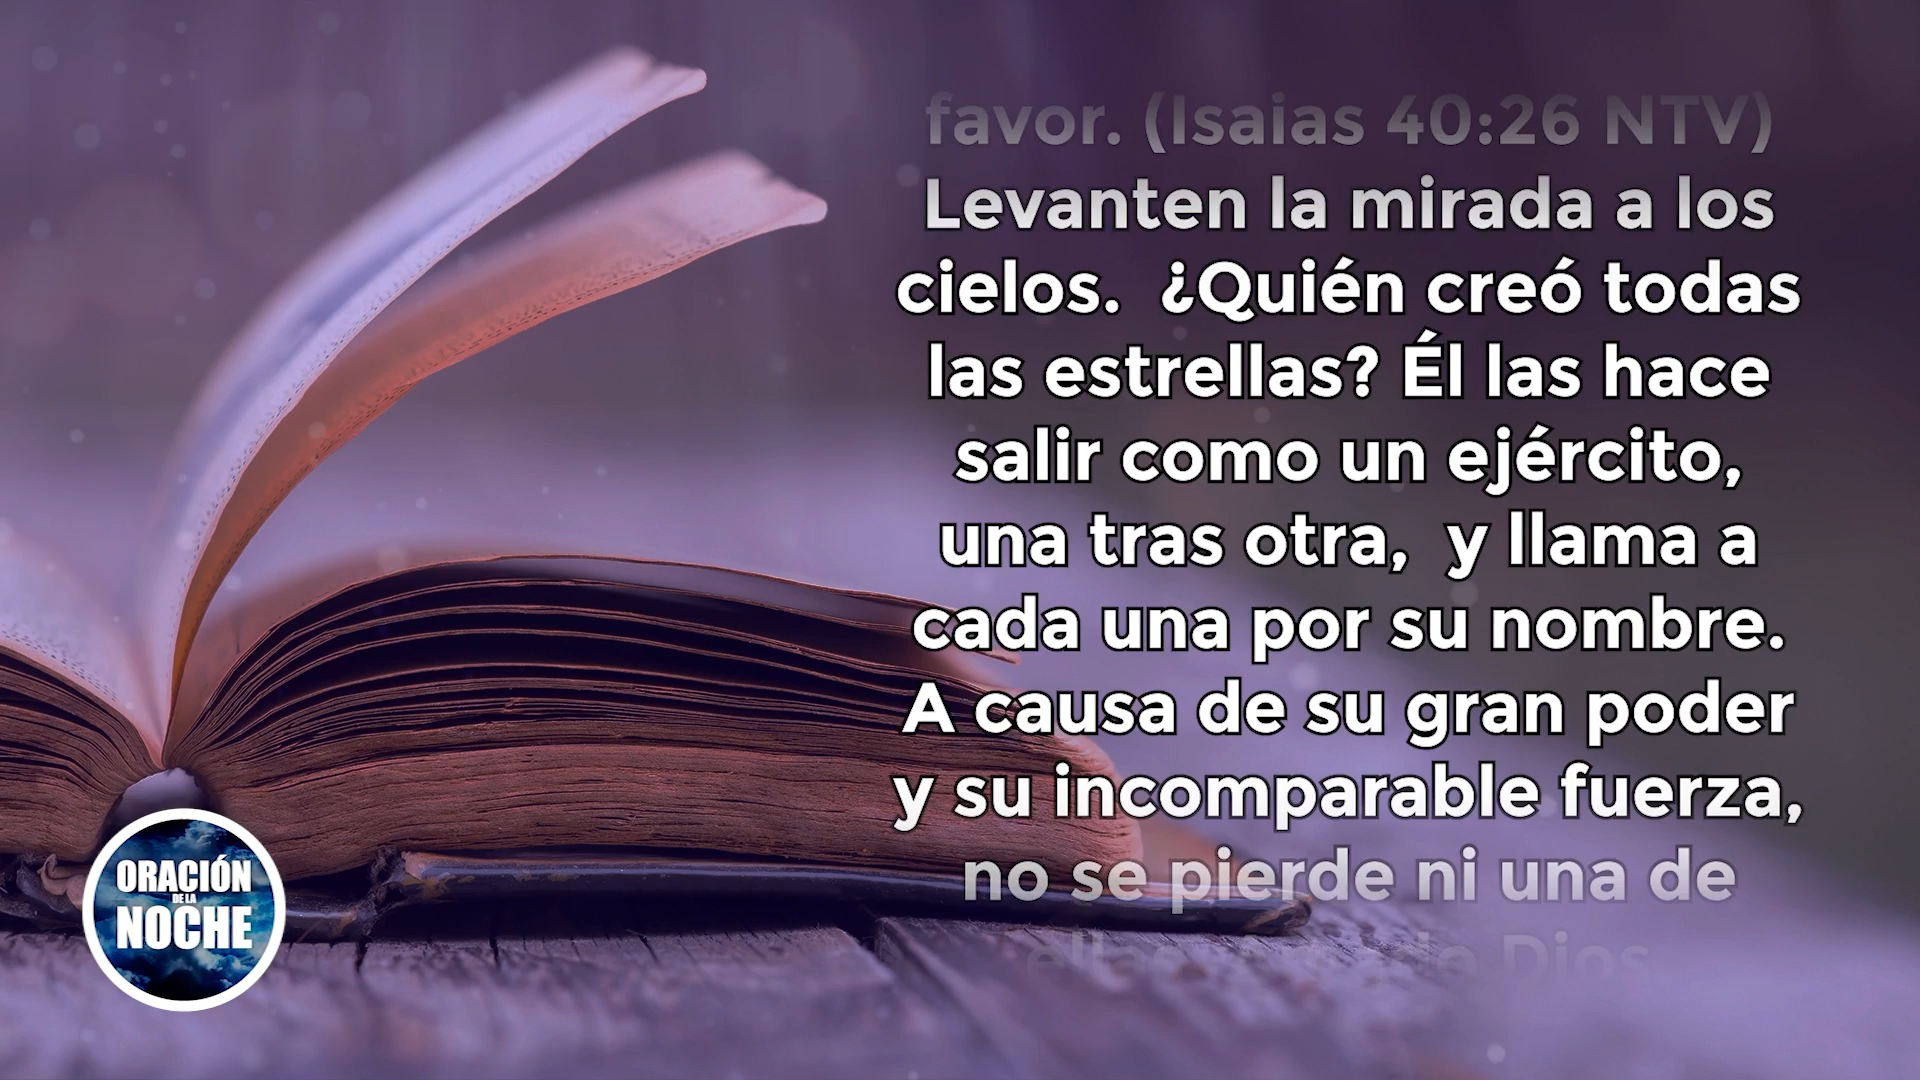 favor. (Isaias 40:26 NTV)
Levanten la mirada a los
cielos.  ¿Quién creó todas
las estrellas? Él las hace
salir como un ejército,
una tras otra,  y llama a
cada una por su nombre.
A causa de su gran poder
y su incomparable fuerza,
no se pierde ni una de
ellas Dios
ORACIÓN
DE LA
NOCHE